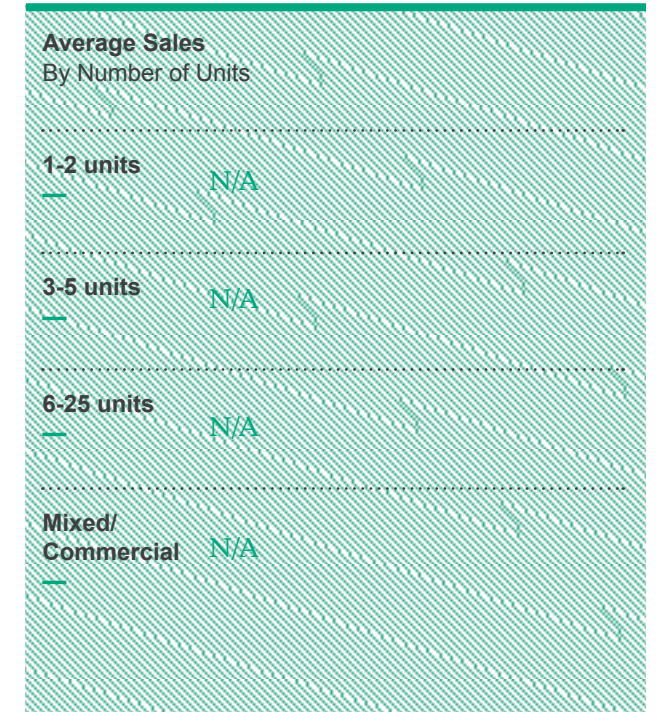 Average Sales
By Number of Units
1-2 units
N/A
3-5 units
N/A
6-25 units
N/A
Mixed/
Commercial N/A